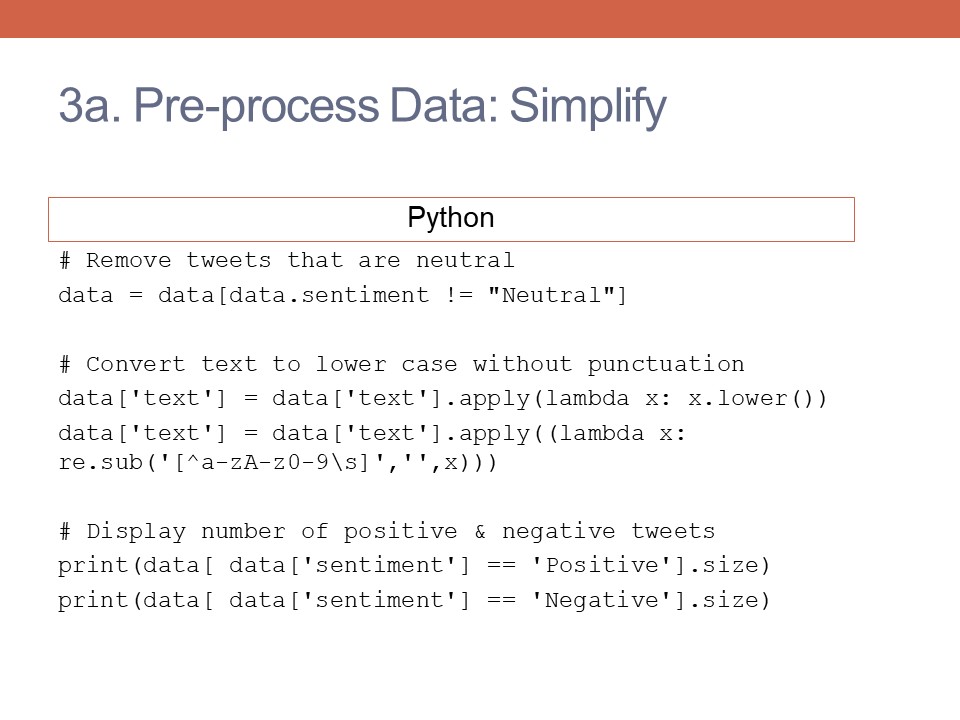 3a. Pre-process Data: Simplify
Python
# Remove tweets that are neutral
data = data[data.sentiment != "Neutral"]
# Convert text to lower case without punctuation
data['text'] = data['text'].apply(lambda x: x.lower())
data['text'] = data['text'].apply((lambda x:
re.sub('[^a-zA-z0-9\s]','',x)))
# Display number of positive & negative tweets
print(data[ data['sentiment'] == 'Positive'].size)
print(data[ data['sentiment'] == 'Negative'].size)